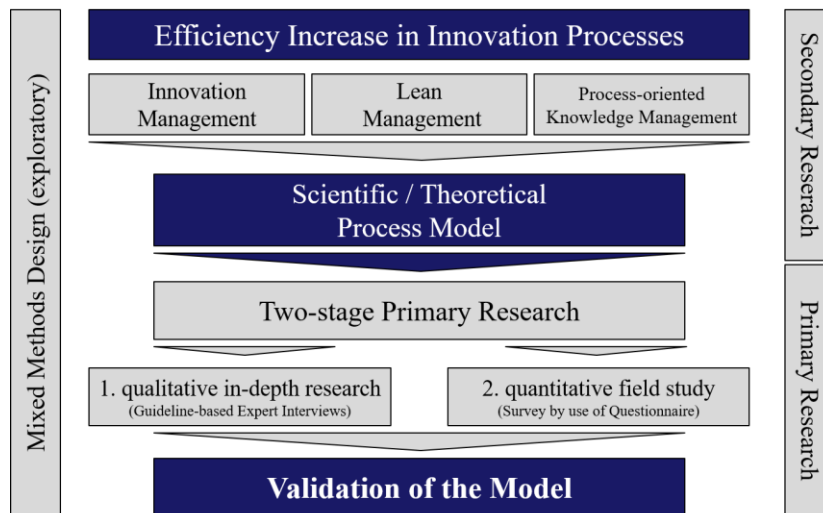 Mixed Methods Design (exploratory)
Efficiency Increase in Innovation Processes
Innovation
Management
Lean
Management
Process-oriented
Knowledge Management
Scientific / Theoretical
Process Model
Two-stage Primary Research
1. qualitative in-depth research
(Guideline-based Expert Interviews)
2. quantitative field study
(Survey by use of Questionnaire)
Validation of the Model
Secondary Reserach
Primary Research